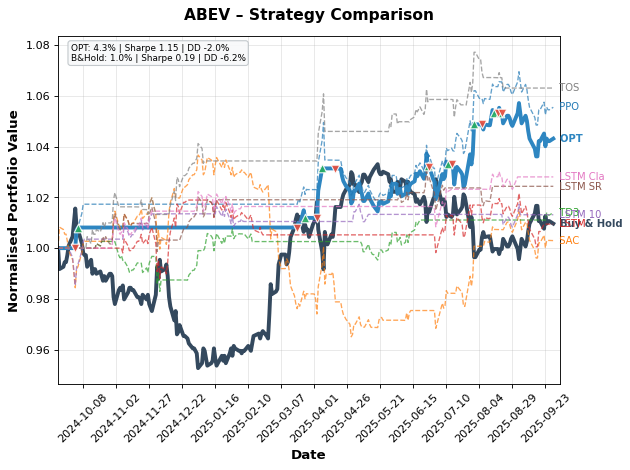 ABEV – Strategy Comparison
OPT: 4.3% | Sharpe 1.15 | DD -2.0%
B&Hold: 1.0% | Sharpe 0.19 | DD -6.2%
Normalised Portfolio Value
1.08
1.06
1.04
1.02
1.00
0.98
0.96
TOS
PPO
OPT
LSTM Cla
LSTM SR
LSTM 10
Buy & Hold
SAC
2024-10-08
2024-11-02
2024-11-27
2024-12-22
2025-01-16
2025-02-10
2025-03-07
2025-04-01
2025-04-26
2025-05-21
2025-06-15
2025-07-10
2025-08-04
2025-08-29
2025-09-23
Date